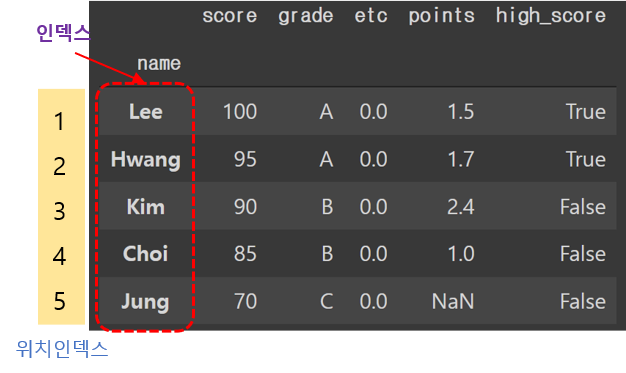 score grade etc points high_score
인덱스
name
1 Lee 100 A 0.0 1.5 True
2 Hwang 95 A 0.0 1.7 True
3 Kim 90 B 0.0 2.4 False
4 Choi 85 B 0.0 1.0 False
5 Jung 70 C 0.0 NaN False
위치인덱스